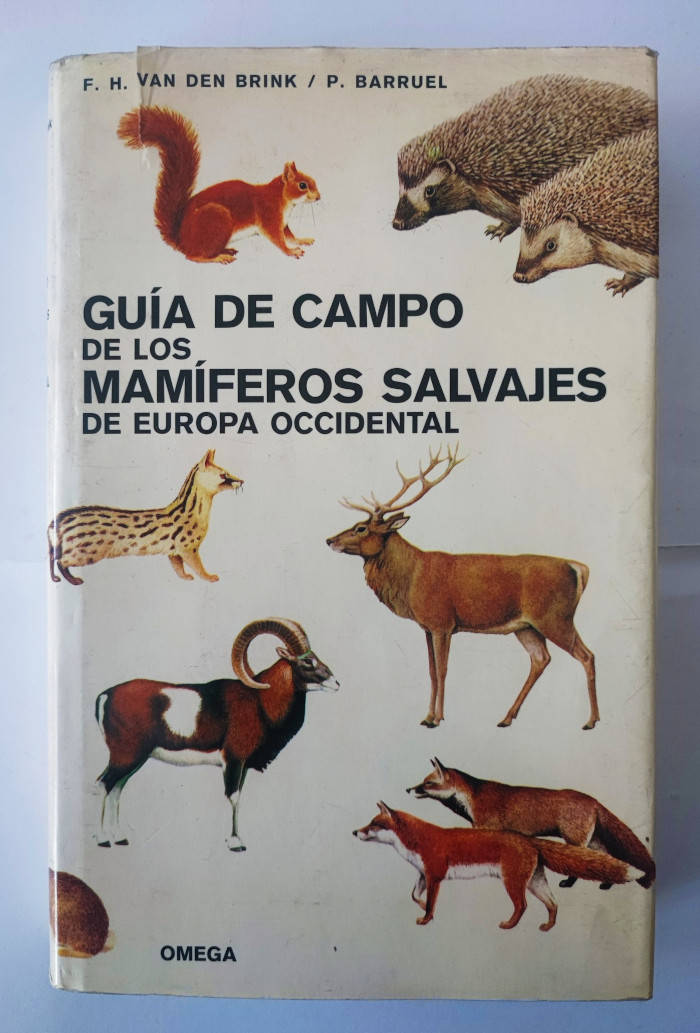 F. H. VAN DEN BRINK / P. BARRUEL
GUÍA DE CAMPO
DE LOS
MAMÍFEROS SALVAJES
DE EUROPA OCCIDENTAL
OMEGA